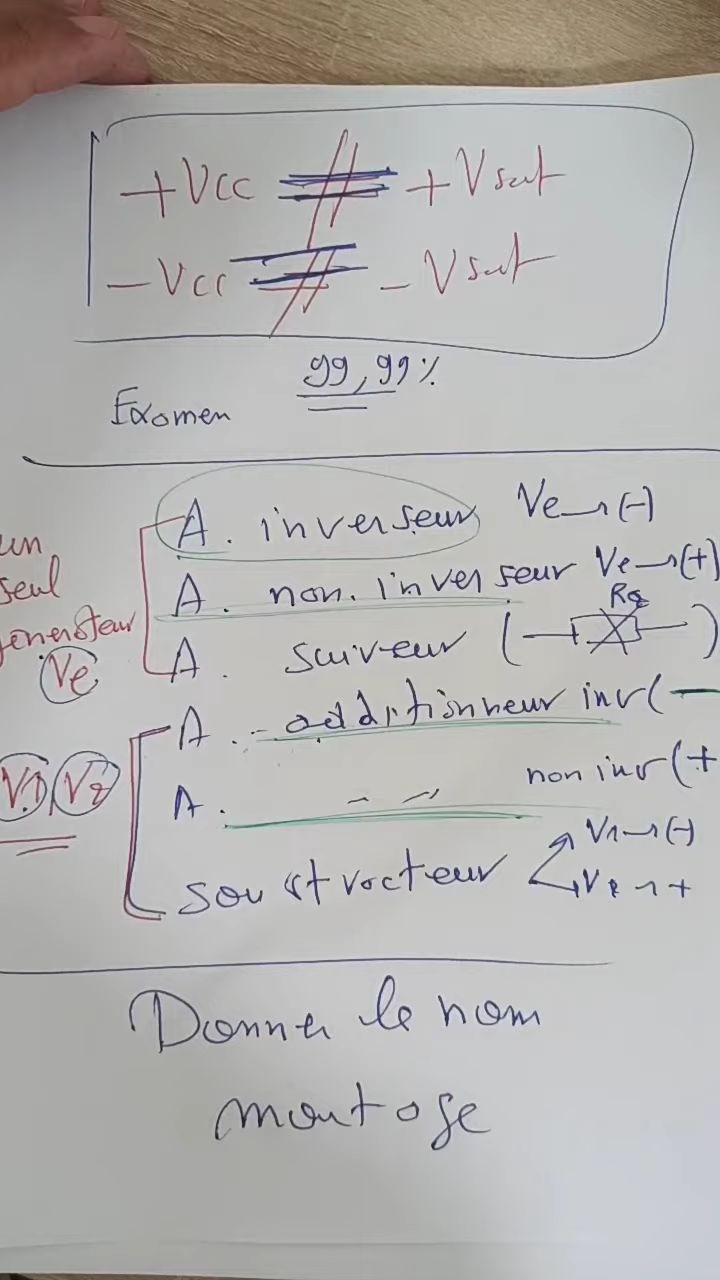 +Vcc ≠ +Vsat
-Vcc ≠ -Vsat
Examen 99,99%
un seul generateur Ve
A. inverseur Ve → (-)
A. non. inverseur Ve → (+)
A. suiveur (
A. additionneur inv (-
V1, V2
A. - - " non inv (+
soustracteur V1 → (-)
V2 → +
Donner le nom
montage